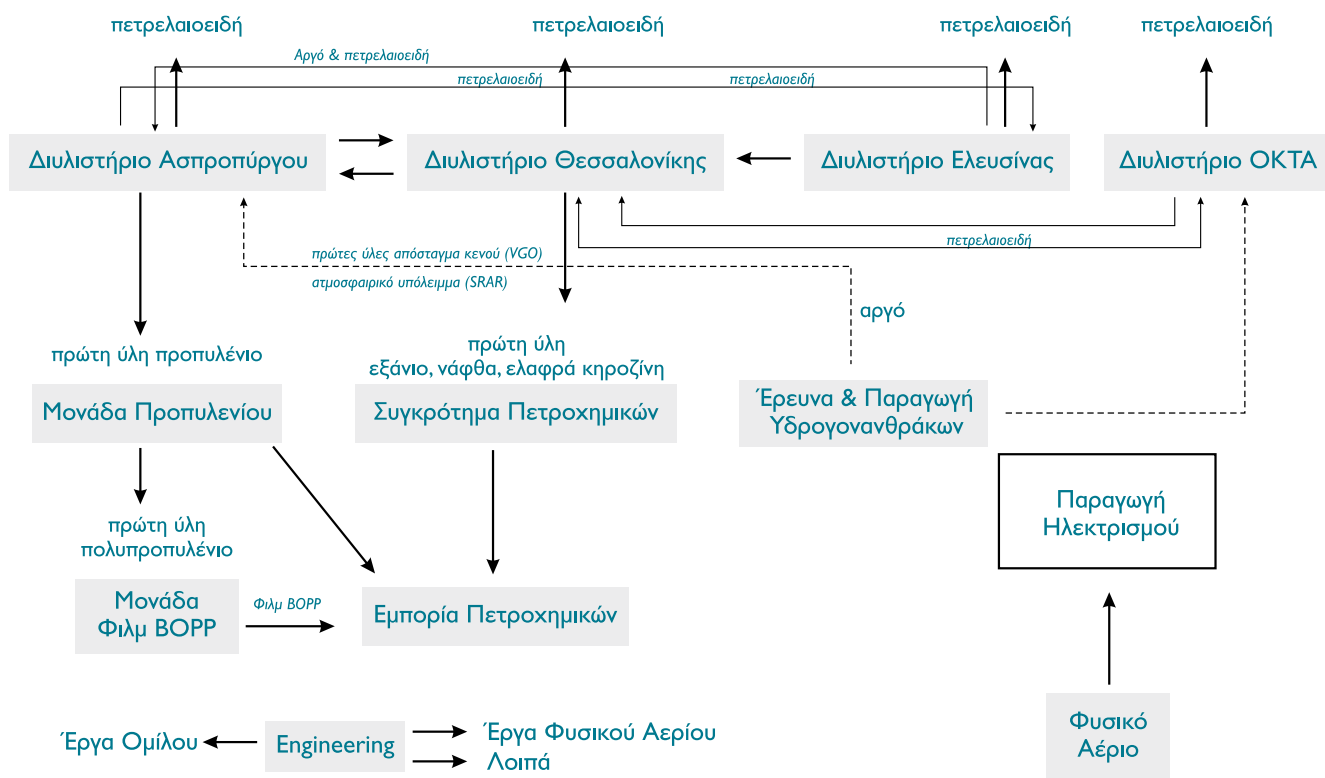 πετρελαιοειδή
πετρελαιοειδή
πετρελαιοειδή
πετρελαιοειδή
Αργό & πετρελαιοειδή
πετρελαιοειδή
πετρελαιοειδή
Διυλιστήριο Ασπροπύργου
Διυλιστήριο Θεσσαλονίκης
Διυλιστήριο Ελευσίνας
Διυλιστήριο ΟΚΤΑ
πετρελαιοειδή
πρώτες ύλες απόσταγμα κενού (VGO)
ατμοσφαιρικό υπόλειμμα (SRAR)
αργό
πρώτη ύλη προπυλένιο
πρώτη ύλη
εξάνιο, νάφθα, ελαφρά κηροζίνη
Μονάδα Προπυλενίου
Συγκρότημα Πετροχημικών
Έρευνα & Παραγωγή
Υδρογονανθράκων
Παραγωγή
Ηλεκτρισμού
πρώτη ύλη
πολυπροπυλένιο
Μονάδα
Φιλμ BOPP
Φιλμ BOPP
Εμπορία Πετροχημικών
Φυσικό
Αέριο
Έργα Ομίλου
Engineering
Έργα Φυσικού Αερίου
Λοιπά